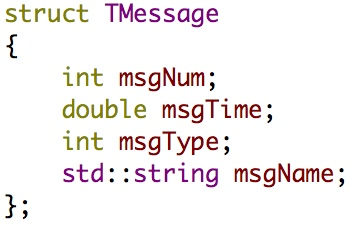 struct TMessage
{
    int msgNum;
    double msgTime;
    int msgType;
    std::string msgName;
};